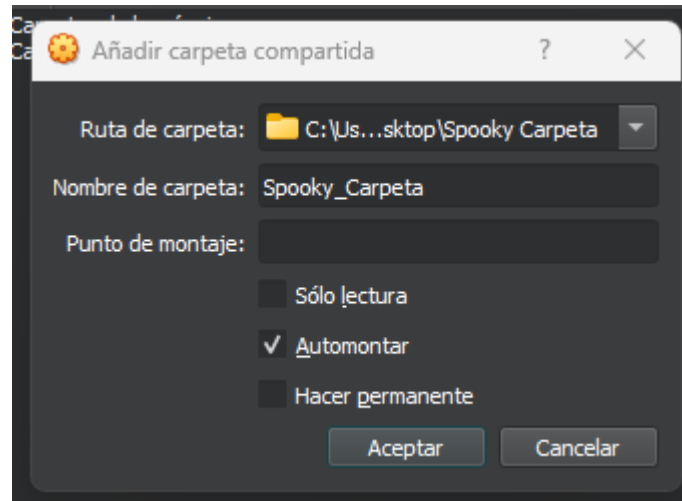 Añadir carpeta compartida ?
Ruta de carpeta: C:\Us...sktop\Spooky Carpeta
Nombre de carpeta: Spooky_Carpeta
Punto de montaje:
Sólo lectura
Automontar
Hacer permanente
Aceptar Cancelar